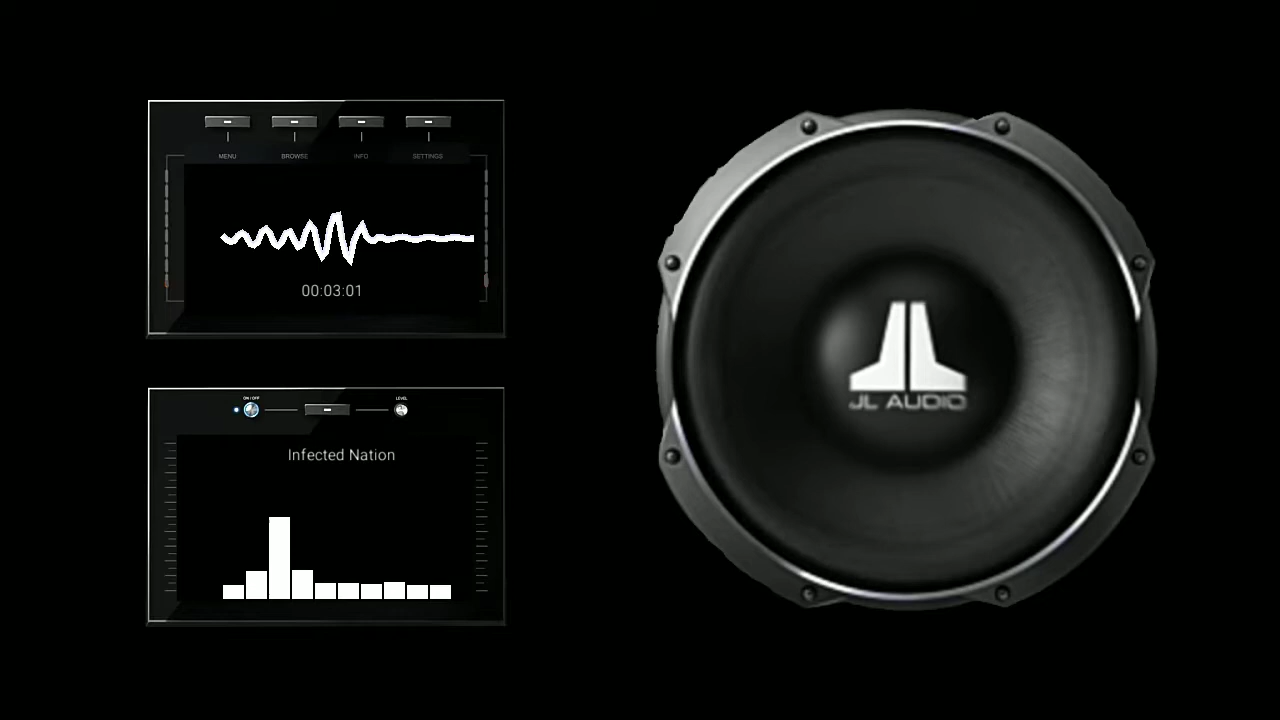 MENU BROWSE INFO SETTINGS
00:03:01
ON / OFF LEVEL
Infected Nation
JL AUDIO